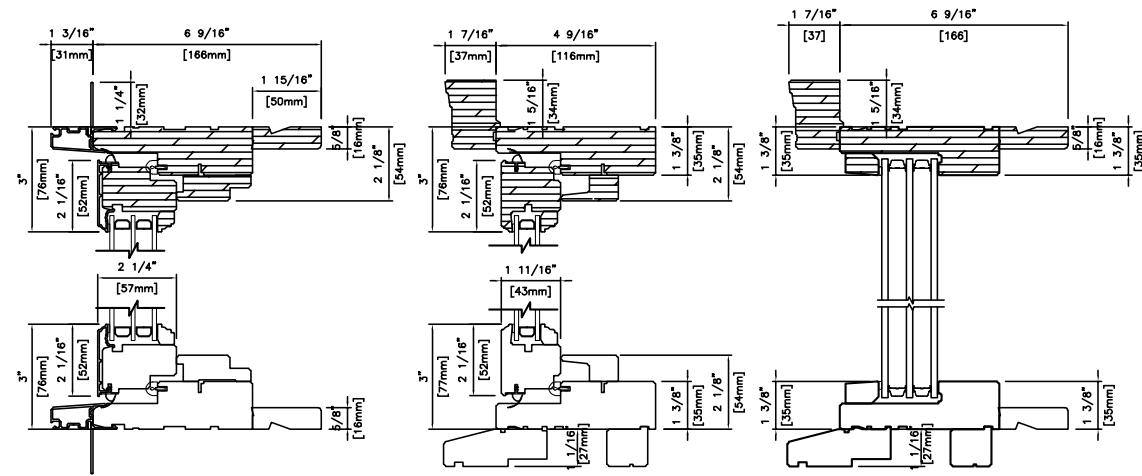 1 3/16"
6 9/16"
[31mm]
[166mm]
1 15/16"
[50mm]
1 1/4"
[32mm]
5/8"
[16mm]
2 1/8"
[54mm]
3"
[76mm]
2 1/16"
[52mm]
2 1/4"
[57mm]
3"
[76mm]
2 1/16"
[52mm]
5/8"
[16mm]
1 7/16"
4 9/16"
[37mm]
[116mm]
1 5/16"
[34mm]
1 3/8"
[35mm]
2 1/8"
[54mm]
3"
[76mm]
2 1/16"
[52mm]
1 11/16"
[43mm]
3"
[77mm]
2 1/16"
[52mm]
1 3/8"
[35mm]
2 1/8"
[54mm]
1 1/16"
[27mm]
1 7/16"
6 9/16"
[37]
[166]
1 5/16"
[34mm]
5/8"
[16mm]
1 3/8"
[35mm]
1 3/8"
[35mm]
1 3/8"
[35mm]
1 3/8"
[35mm]